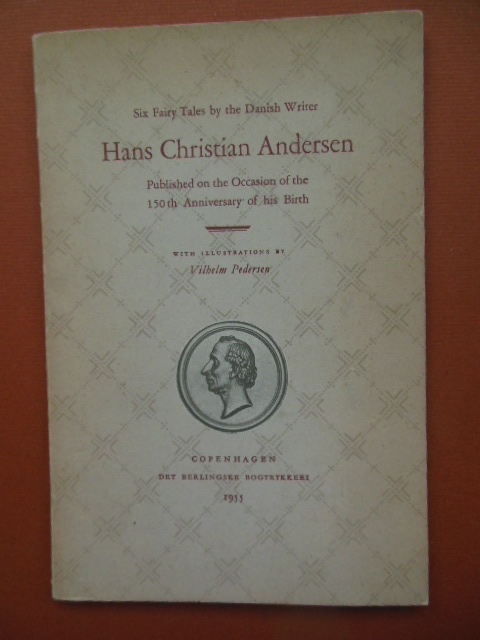 Six Fairy Tales by the Danish Writer
Hans Christian Andersen
Published on the Occasion of the
150th Anniversary of his Birth
WITH ILLUSTRATIONS BY
Vilhelm Pedersen
COPENHAGEN
DET BERLINGSKE BOGTRYKKERI
1955